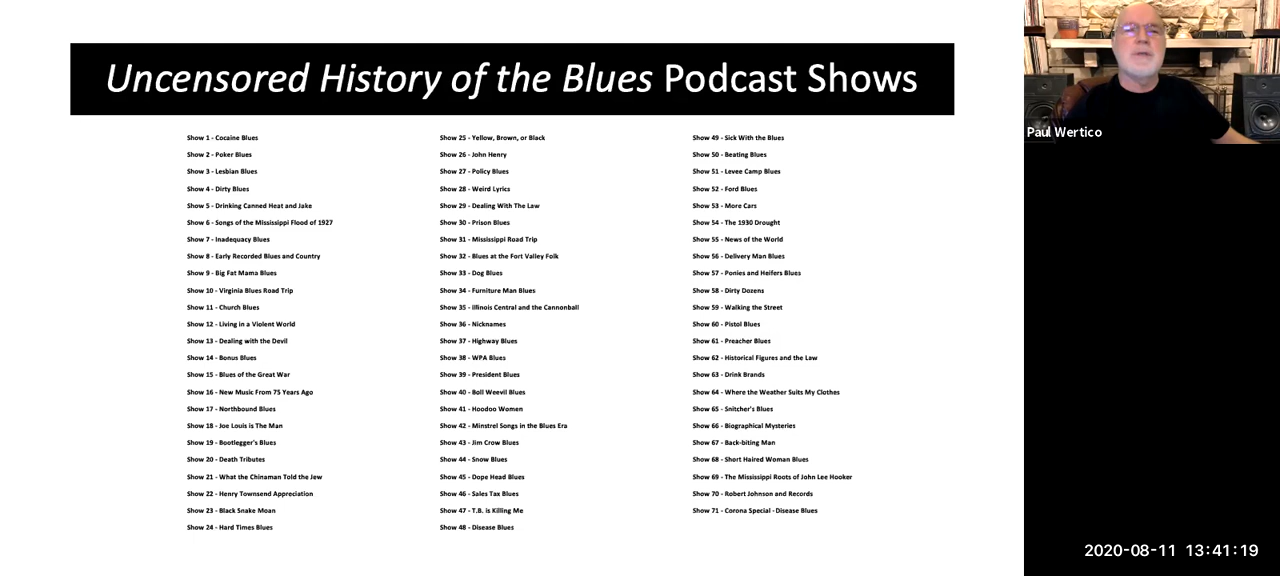 Uncensored History of the Blues Podcast Shows
Show 1 - Cocaine Blues
Show 2 - Poker Blues
Show 3 - Lesbian Blues
Show 4 - Dirty Blues
Show 5 - Drinking Canned Heat and Jake
Show 6 - Songs of the Mississippi Flood of 1927
Show 7 - Inadequacy Blues
Show 8 - Early Recorded Blues and Country
Show 9 - Big Fat Mama Blues
Show 10 - Virginia Blues Road Trip
Show 11 - Church Blues
Show 12 - Living in a Violent World
Show 13 - Dealing with the Devil
Show 14 - Bonus Blues
Show 15 - Blues of the Great War
Show 16 - New Music From 75 Years Ago
Show 17 - Northbound Blues
Show 18 - Joe Louis is The Man
Show 19 - Bootlegger's Blues
Show 20 - Death Tributes
Show 21 - What the Chinaman Told the Jew
Show 22 - Henry Townsend Appreciation
Show 23 - Black Snake Moan
Show 24 - Hard Times Blues
Show 25 - Yellow, Brown, or Black
Show 26 - John Henry
Show 27 - Policy Blues
Show 28 - Weird Lyrics
Show 29 - Dealing With The Law
Show 30 - Prison Blues
Show 31 - Mississippi Road Trip
Show 32 - Blues at the Fort Valley Folk
Show 33 - Dog Blues
Show 34 - Furniture Man Blues
Show 35 - Illinois Central and the Cannonball
Show 36 - Nicknames
Show 37 - Highway Blues
Show 38 - WPA Blues
Show 39 - President Blues
Show 40 - Boll Weevil Blues
Show 41 - Hoodoo Women
Show 42 - Minstrel Songs in the Blues Era
Show 43 - Jim Crow Blues
Show 44 - Snow Blues
Show 45 - Dope Head Blues
Show 46 - Sales Tax Blues
Show 47 - T.B. is Killing Me
Show 48 - Disease Blues
Show 49 - Sick With the Blues
Show 50 - Beating Blues
Show 51 - Levee Camp Blues
Show 52 - Ford Blues
Show 53 - More Cars
Show 54 - The 1930 Drought
Show 55 - News of the World
Show 56 - Delivery Man Blues
Show 57 - Ponies and Heifers Blues
Show 58 - Dirty Dozens
Show 59 - Walking the Street
Show 60 - Pistol Blues
Show 61 - Preacher Blues
Show 62 - Historical Figures and the Law
Show 63 - Drink Brands
Show 64 - Where the Weather Suits My Clothes
Show 65 - Snitcher's Blues
Show 66 - Biographical Mysteries
Show 67 - Back-biting Man
Show 68 - Short Haired Woman Blues
Show 69 - The Mississippi Roots of John Lee Hooker
Show 70 - Robert Johnson and Records
Show 71 - Corona Special - Disease Blues
Paul Wertico
2020-08-11 13:41:19